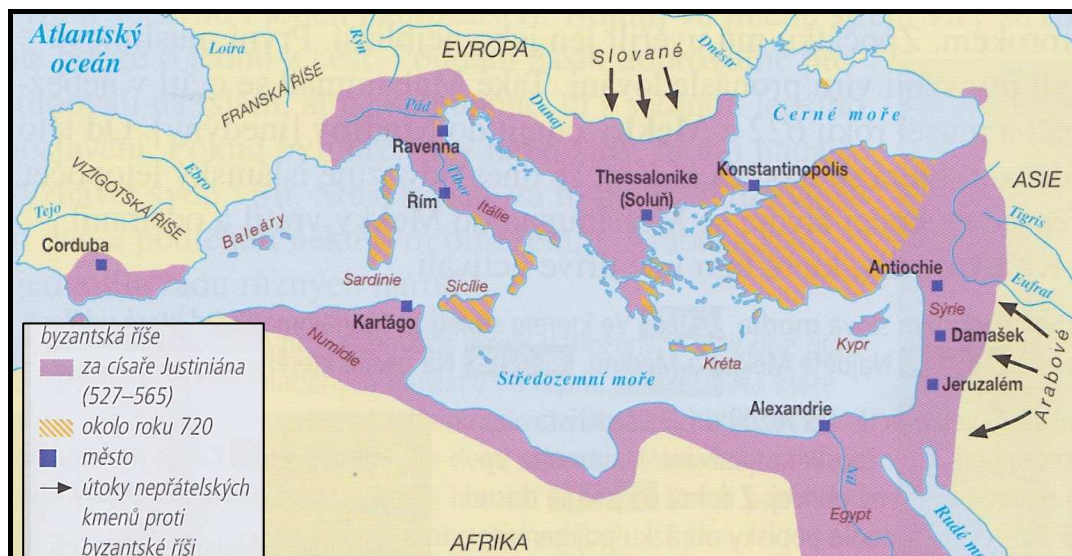 Atlantský
oceán
Loira
FRANSKÁ ŘÍŠE
Rýn
EVROPA
Slované
Dněstr
Dunaj
Pád
Ravenna
Černé moře
Konstantinopolis
ASIE
VIZIGOTSKÁ ŘÍŠE
Ebro
Tejo
Corduba
Baleáry
Řím
Tibar
Itálie
Thessalonike
(Soluň)
Tigris
Eufrat
Antiochie
Sýrie
Sardinie
Sicílie
Kartágo
Numidie
Kréta
Kypr
Damašek
Jeruzalém
Arabové
Středozemní moře
Alexandrie
Nil
Egypt
Rudé m
AFRIKA
byzantská říše
za císaře Justiniána
(527–565)
okolo roku 720
město
útoky nepřátelských
kmenů proti
byzantské říši